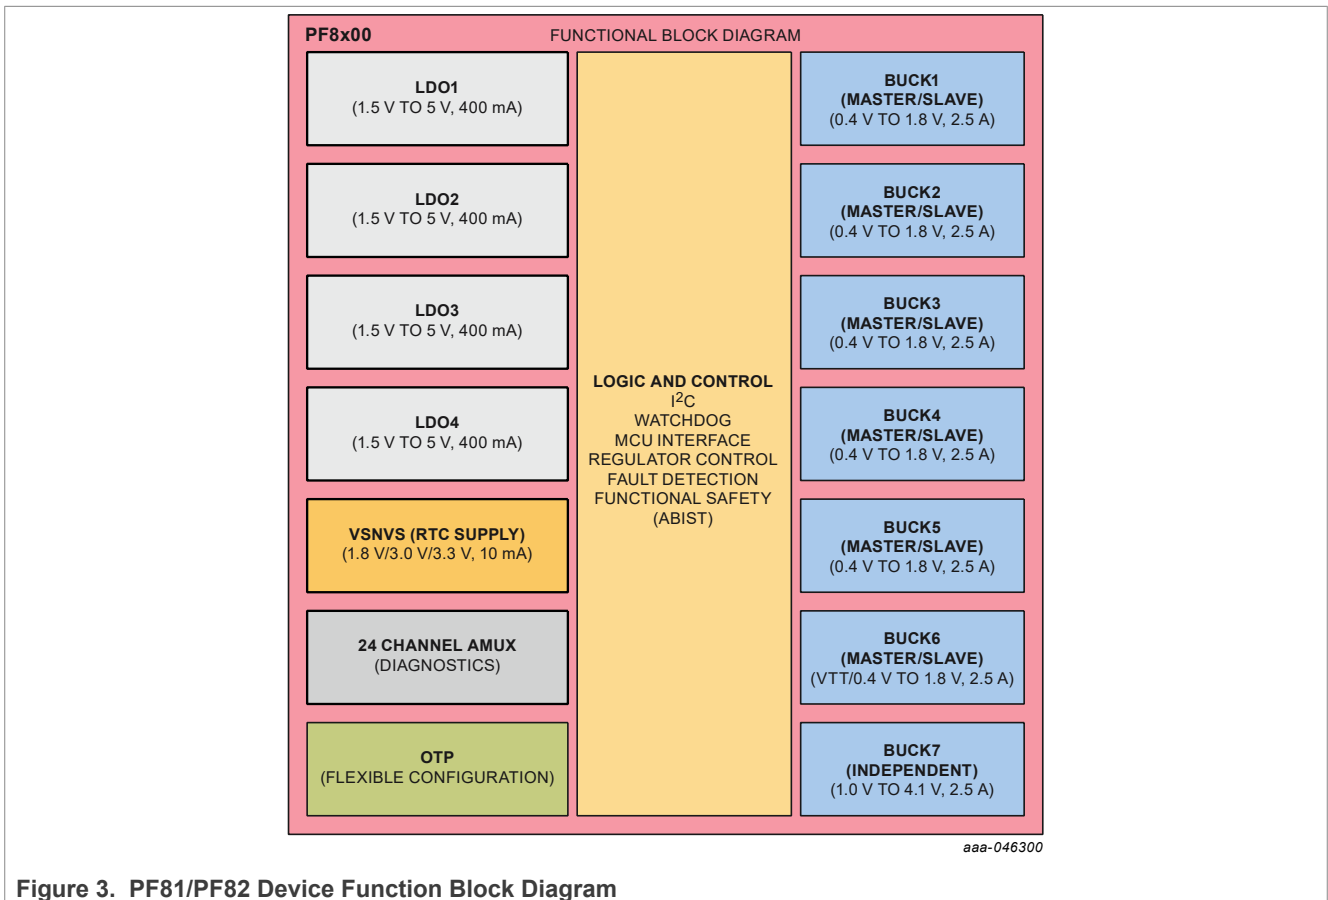 PF8x00
FUNCTIONAL BLOCK DIAGRAM
LDO1
(1.5 V TO 5 V, 400 mA)
LDO2
(1.5 V TO 5 V, 400 mA)
LDO3
(1.5 V TO 5 V, 400 mA)
LDO4
(1.5 V TO 5 V, 400 mA)
VSNVS (RTC SUPPLY)
(1.8 V/3.0 V/3.3 V, 10 mA)
24 CHANNEL AMUX
(DIAGNOSTICS)
OTP
(FLEXIBLE CONFIGURATION)
LOGIC AND CONTROL
I²C
WATCHDOG
MCU INTERFACE
REGULATOR CONTROL
FAULT DETECTION
FUNCTIONAL SAFETY
(ABIST)
BUCK1
(MASTER/SLAVE)
(0.4 V TO 1.8 V, 2.5 A)
BUCK2
(MASTER/SLAVE)
(0.4 V TO 1.8 V, 2.5 A)
BUCK3
(MASTER/SLAVE)
(0.4 V TO 1.8 V, 2.5 A)
BUCK4
(MASTER/SLAVE)
(0.4 V TO 1.8 V, 2.5 A)
BUCK5
(MASTER/SLAVE)
(0.4 V TO 1.8 V, 2.5 A)
BUCK6
(MASTER/SLAVE)
(VTT/0.4 V TO 1.8 V, 2.5 A)
BUCK7
(INDEPENDENT)
(1.0 V TO 4.1 V, 2.5 A)
aaa-046300
Figure 3. PF81/PF82 Device Function Block Diagram